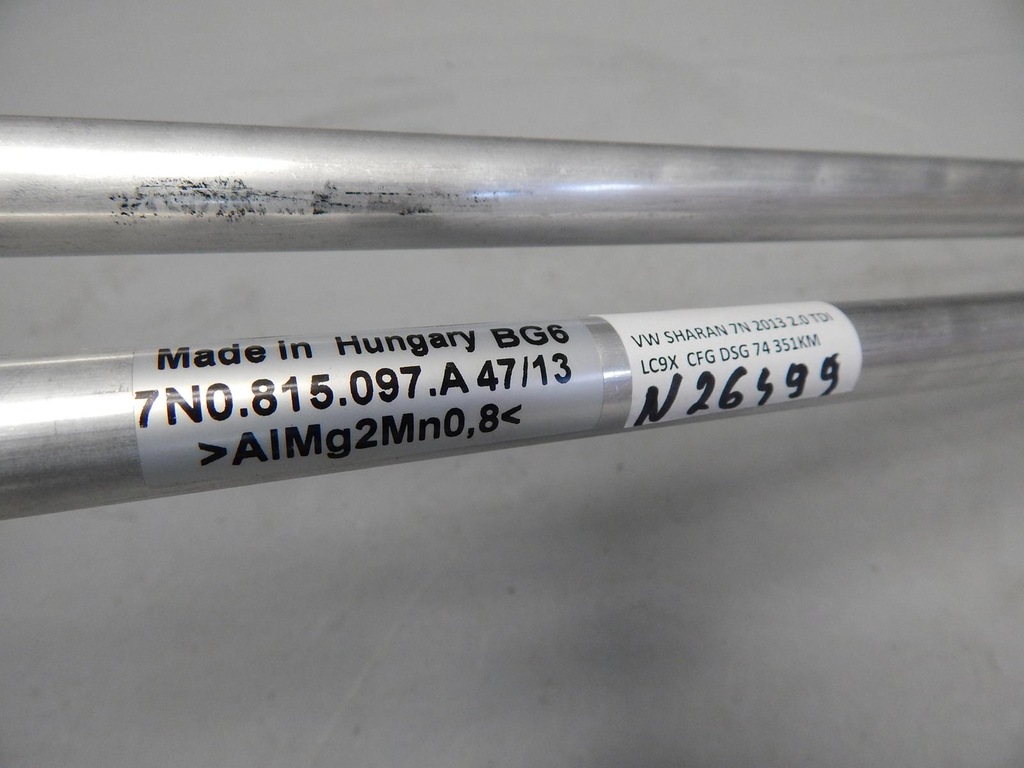 Made in Hungary BG6
7N0.815.097.A 47/13
>AlMg2Mn0,8<
VW SHARAN 7N 2013 2.0 TDI
LC9X CFG DSG 74 351KM
N26499